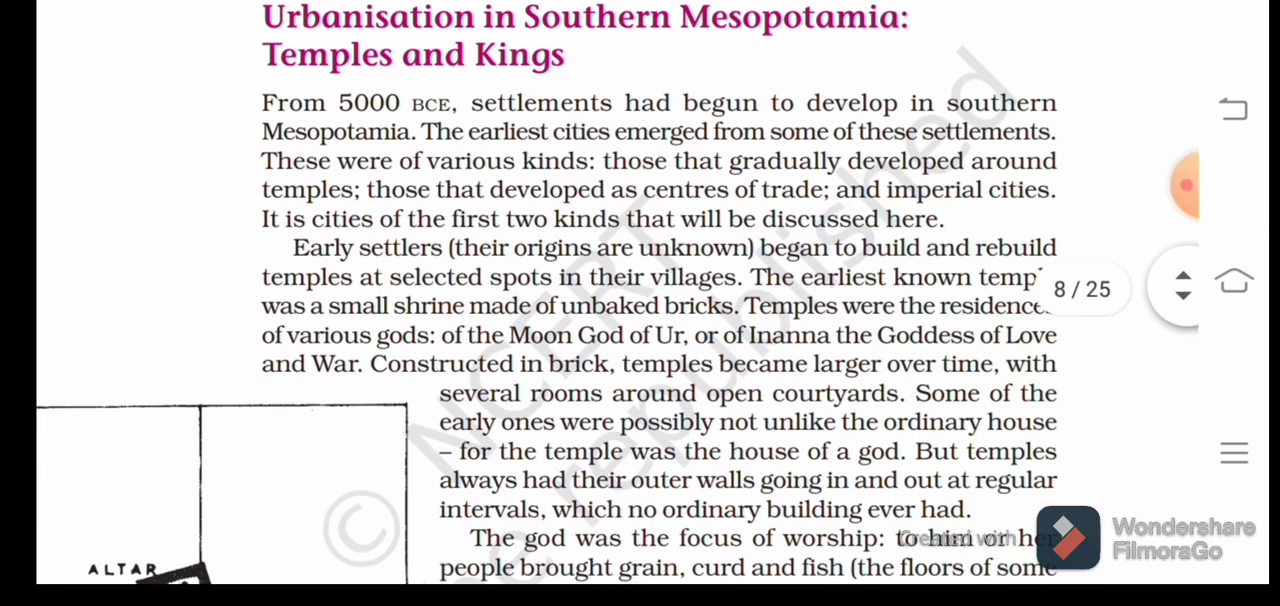 Urbanisation in Southern Mesopotamia:
Temples and Kings
From 5000 BCE, settlements had begun to develop in southern
Mesopotamia. The earliest cities emerged from some of these settlements.
These were of various kinds: those that gradually developed around
temples; those that developed as centres of trade; and imperial cities.
It is cities of the first two kinds that will be discussed here.
Early settlers (their origins are unknown) began to build and rebuild
temples at selected spots in their villages. The earliest known temp
8 / 25
was a small shrine made of unbaked bricks. Temples were the residence
of various gods: of the Moon God of Ur, or of Inanna the Goddess of Love
and War. Constructed in brick, temples became larger over time, with
several rooms around open courtyards. Some of the
early ones were possibly not unlike the ordinary house
– for the temple was the house of a god. But temples
always had their outer walls going in and out at regular
intervals, which no ordinary building ever had.
The god was the focus of worship: to him or her
people brought grain, curd and fish (the floors of some
ALTAR
© NCERT
be republished
Created with
Wondershare
FilmoraGo